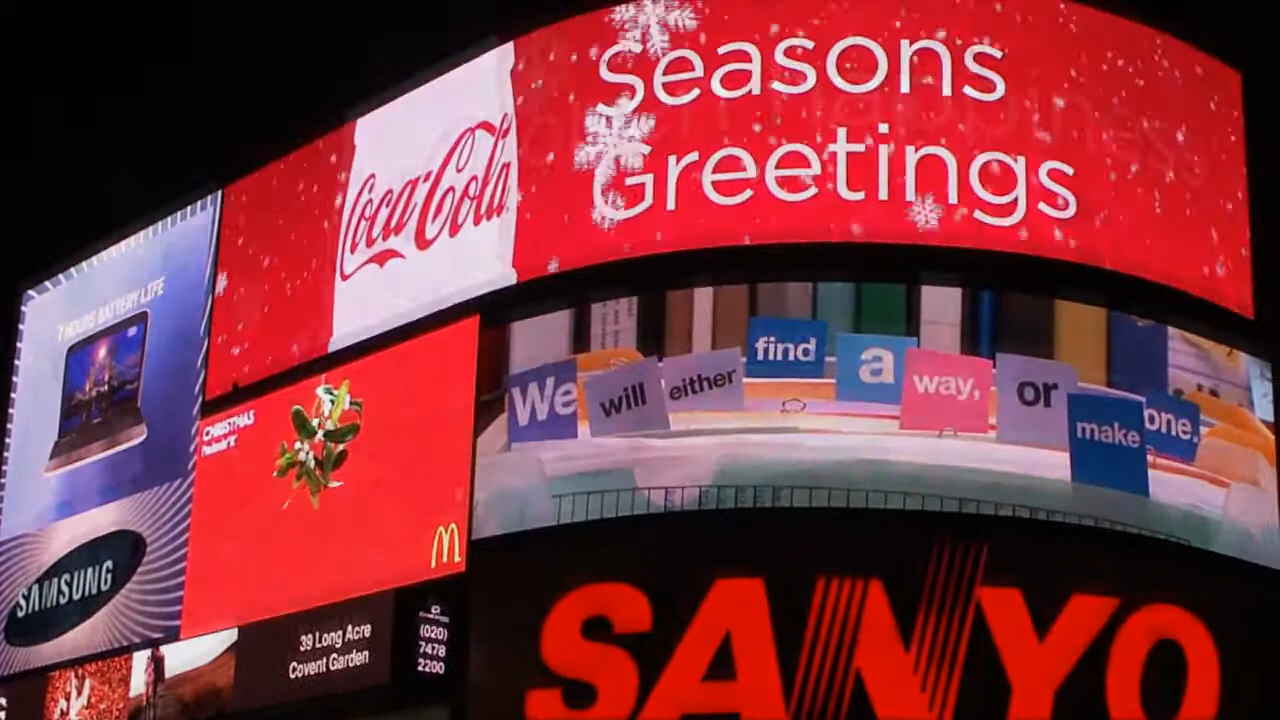 Seasons
Greetings
Coca-Cola
7 HOURS BATTERY LIFE
SAMSUNG
CHRISTMAS
We will either find a way, or make one.
39 Long Acre
Covent Garden
(020)
7478
2200
SANYO